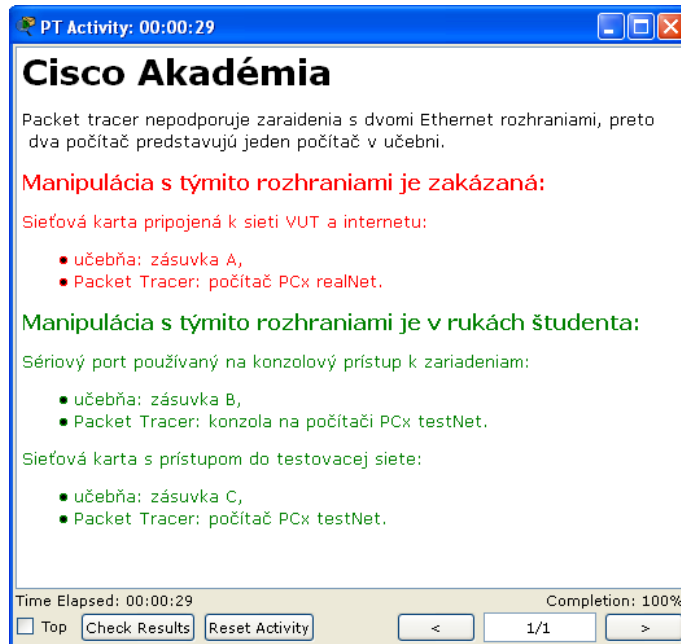 PT Activity: 00:00:29
Cisco Akadémia
Packet tracer nepodporuje zaraidenia s dvomi Ethernet rozhraniami, preto
dva počítač predstavujú jeden počítač v učebni.
Manipulácia s týmito rozhraniami je zakázaná:
Sieťová karta pripojená k sieti VUT a internetu:
učebňa: zásuvka A,
Packet Tracer: počítač PCx realNet.
Manipulácia s týmito rozhraniami je v rukách študenta:
Sériový port používaný na konzolový prístup k zariadeniam:
učebňa: zásuvka B,
Packet Tracer: konzola na počítači PCx testNet.
Sieťová karta s prístupom do testovacej siete:
učebňa: zásuvka C,
Packet Tracer: počítač PCx testNet.
Time Elapsed: 00:00:29 Completion: 100%
Top Check Results Reset Activity < 1/1 >